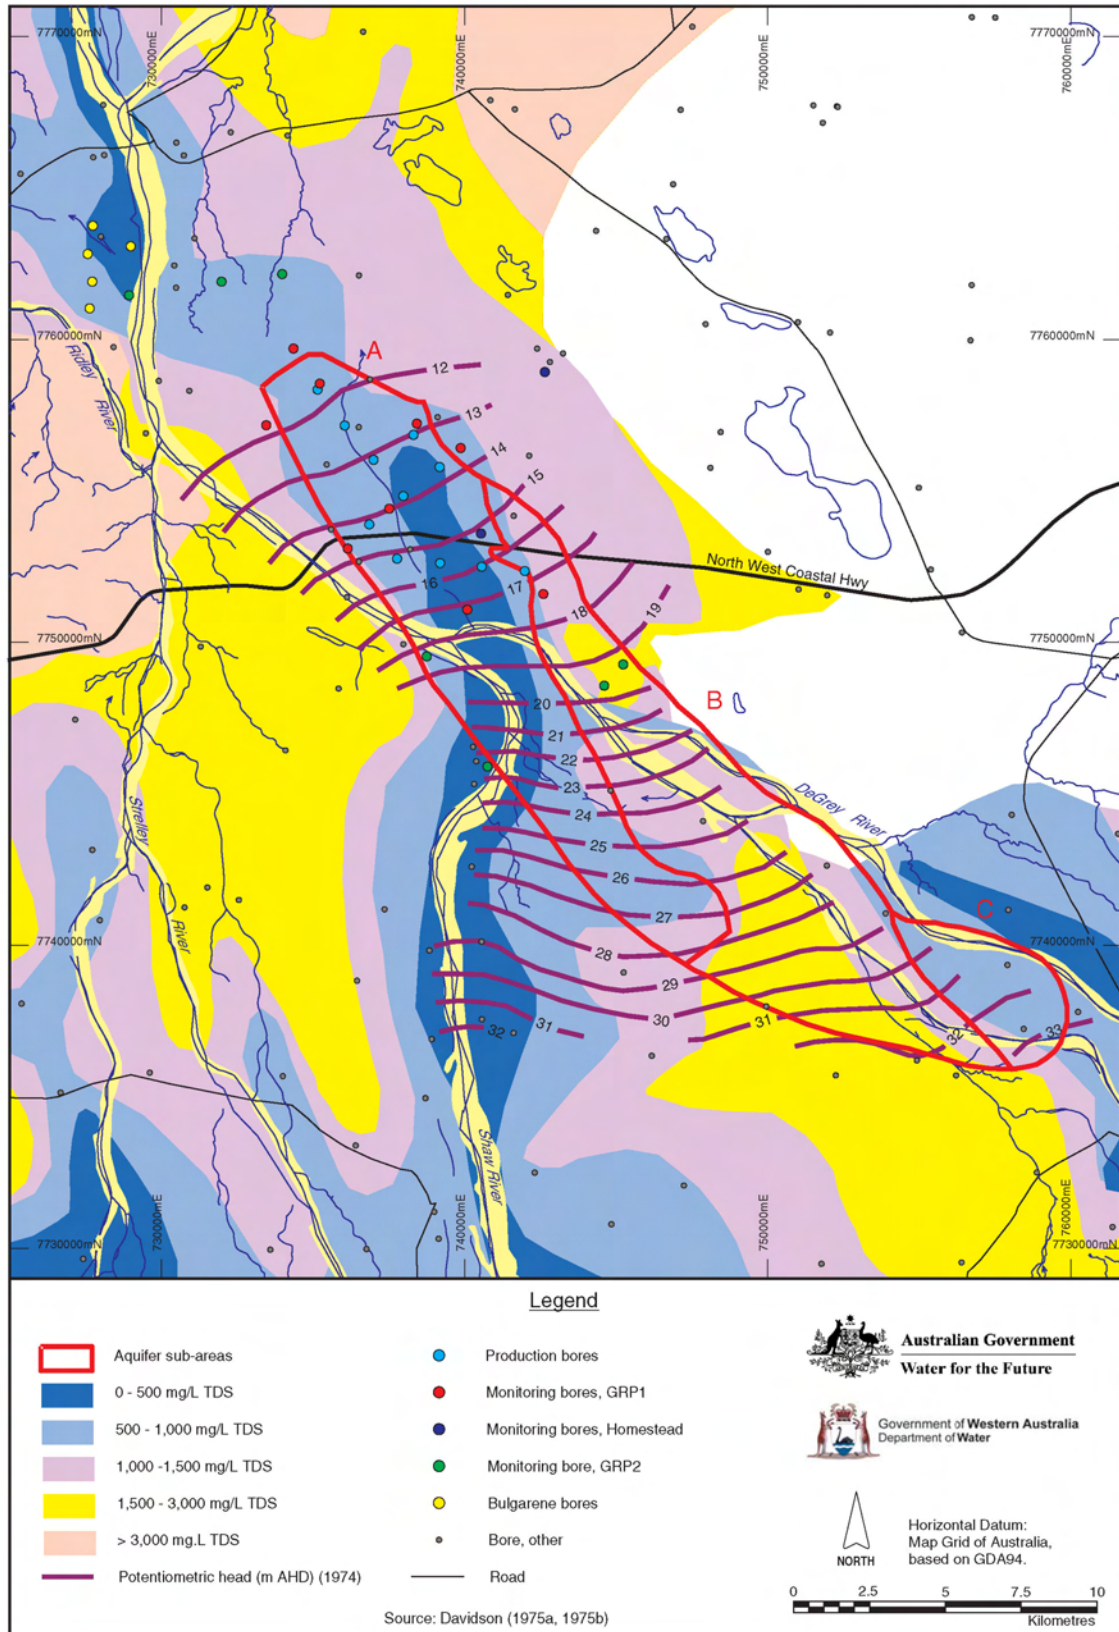 7770000mN
730000mE
740000mE
750000mE
760000mE
7770000mN
7760000mN
7760000mN
Ridley
River
A
12
13
14
15
16
17
18
19
North West Coastal Hwy
7750000mN
7750000mN
B
20
21
22
23
24
25
26
27
28
29
30
31
31
32
32
33
DeGrey River
C
Strelley
River
7740000mN
7740000mN
Shaw River
7730000mN
730000mE
740000mE
750000mE
760000mE
7730000mN
Legend
Aquifer sub-areas
0 - 500 mg/L TDS
500 - 1,000 mg/L TDS
1,000 -1,500 mg/L TDS
1,500 - 3,000 mg/L TDS
> 3,000 mg.L TDS
Potentiometric head (m AHD) (1974)
Production bores
Monitoring bores, GRP1
Monitoring bores, Homestead
Monitoring bore, GRP2
Bulgarene bores
Bore, other
Road
Source: Davidson (1975a, 1975b)
Australian Government
Water for the Future
Government of Western Australia
Department of Water
NORTH
Horizontal Datum:
Map Grid of Australia,
based on GDA94.
0 2.5 5 7.5 10
Kilometres